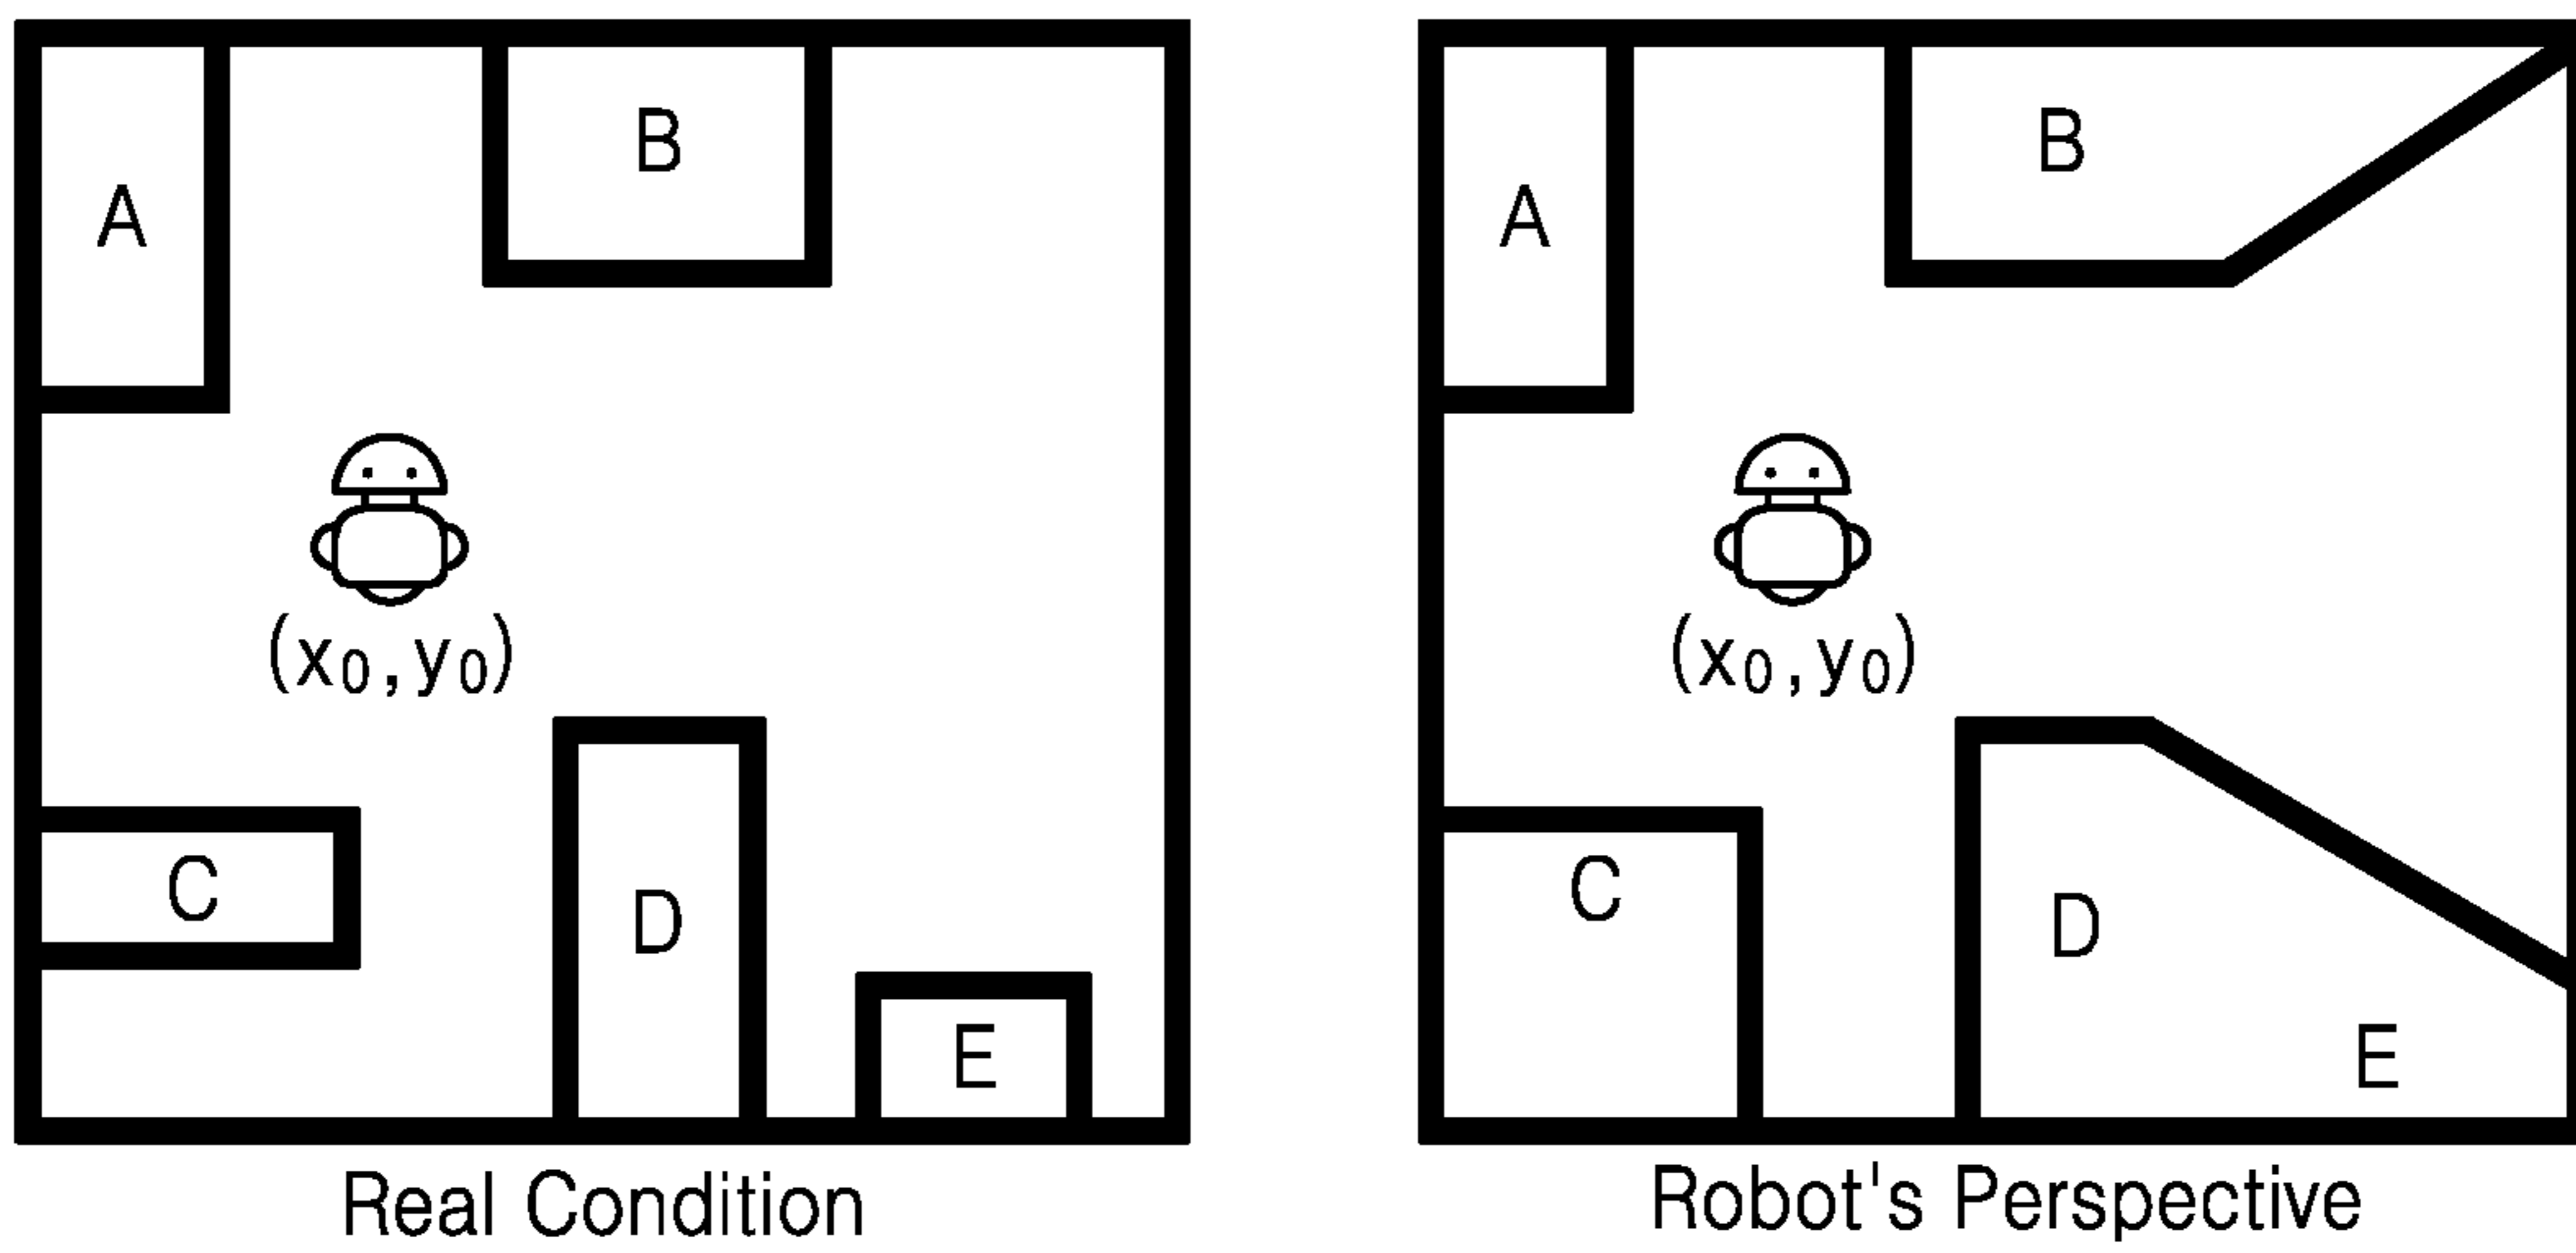 A
B
(x0,y0)
C
D
E
Real Condition
A
B
(x0,y0)
C
D
E
Robot's Perspective